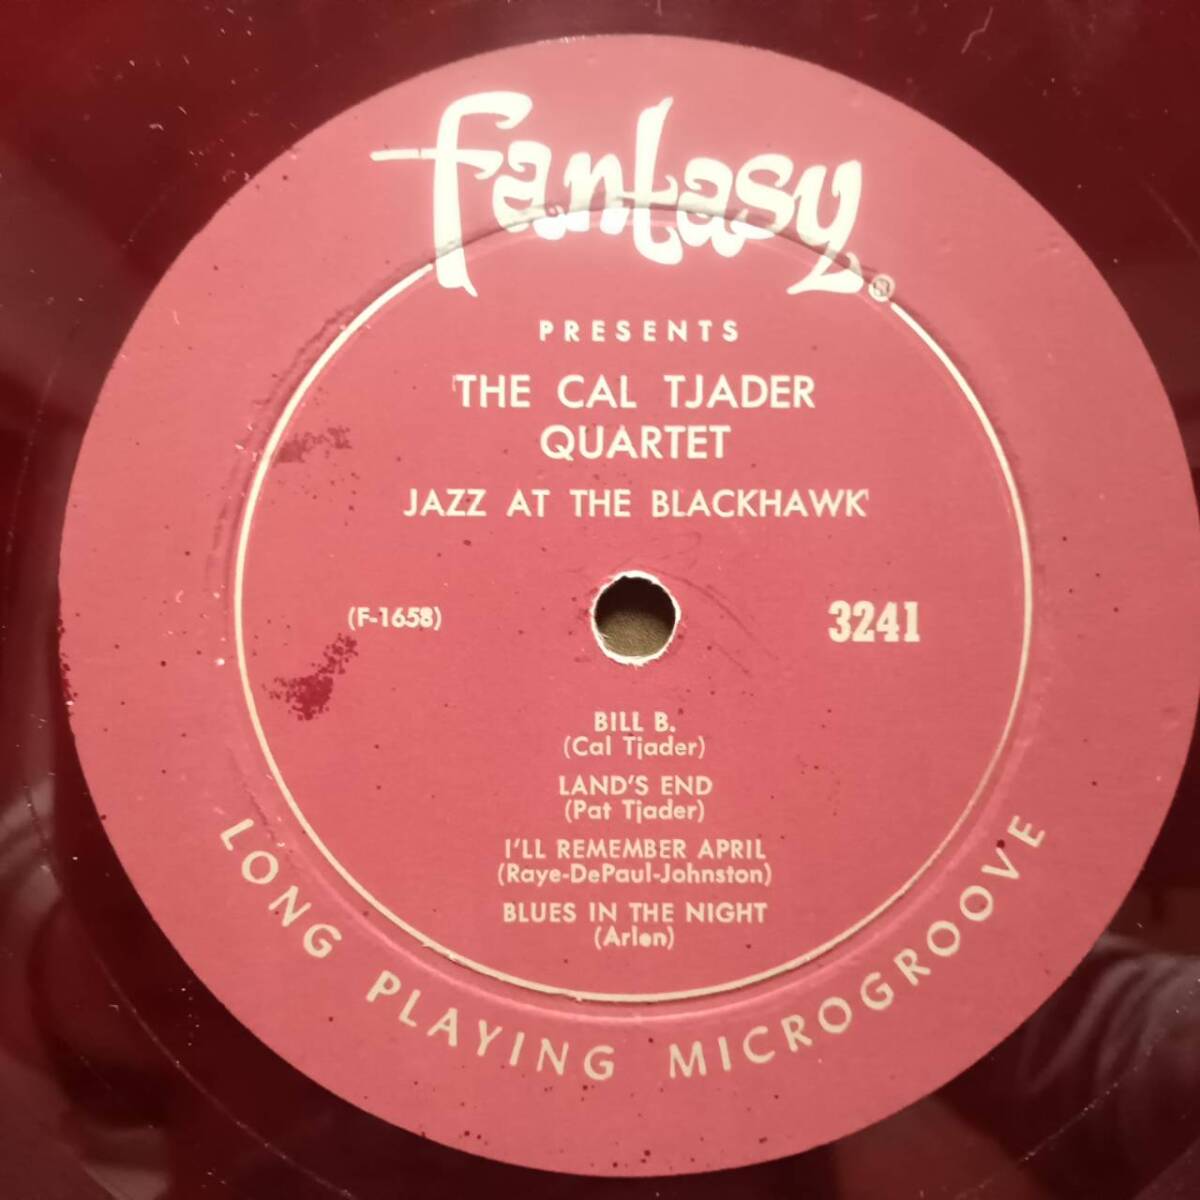 Fantasy®
PRESENTS
THE CAL TJADER
QUARTET
JAZZ AT THE BLACKHAWK
(F-1658)
3241
BILL B.
(Cal Tjader)
LAND'S END
(Pat Tjader)
I'LL REMEMBER APRIL
(Raye-DePaul-Johnston)
BLUES IN THE NIGHT
(Arlen)
LONG PLAYING MICROGROOVE